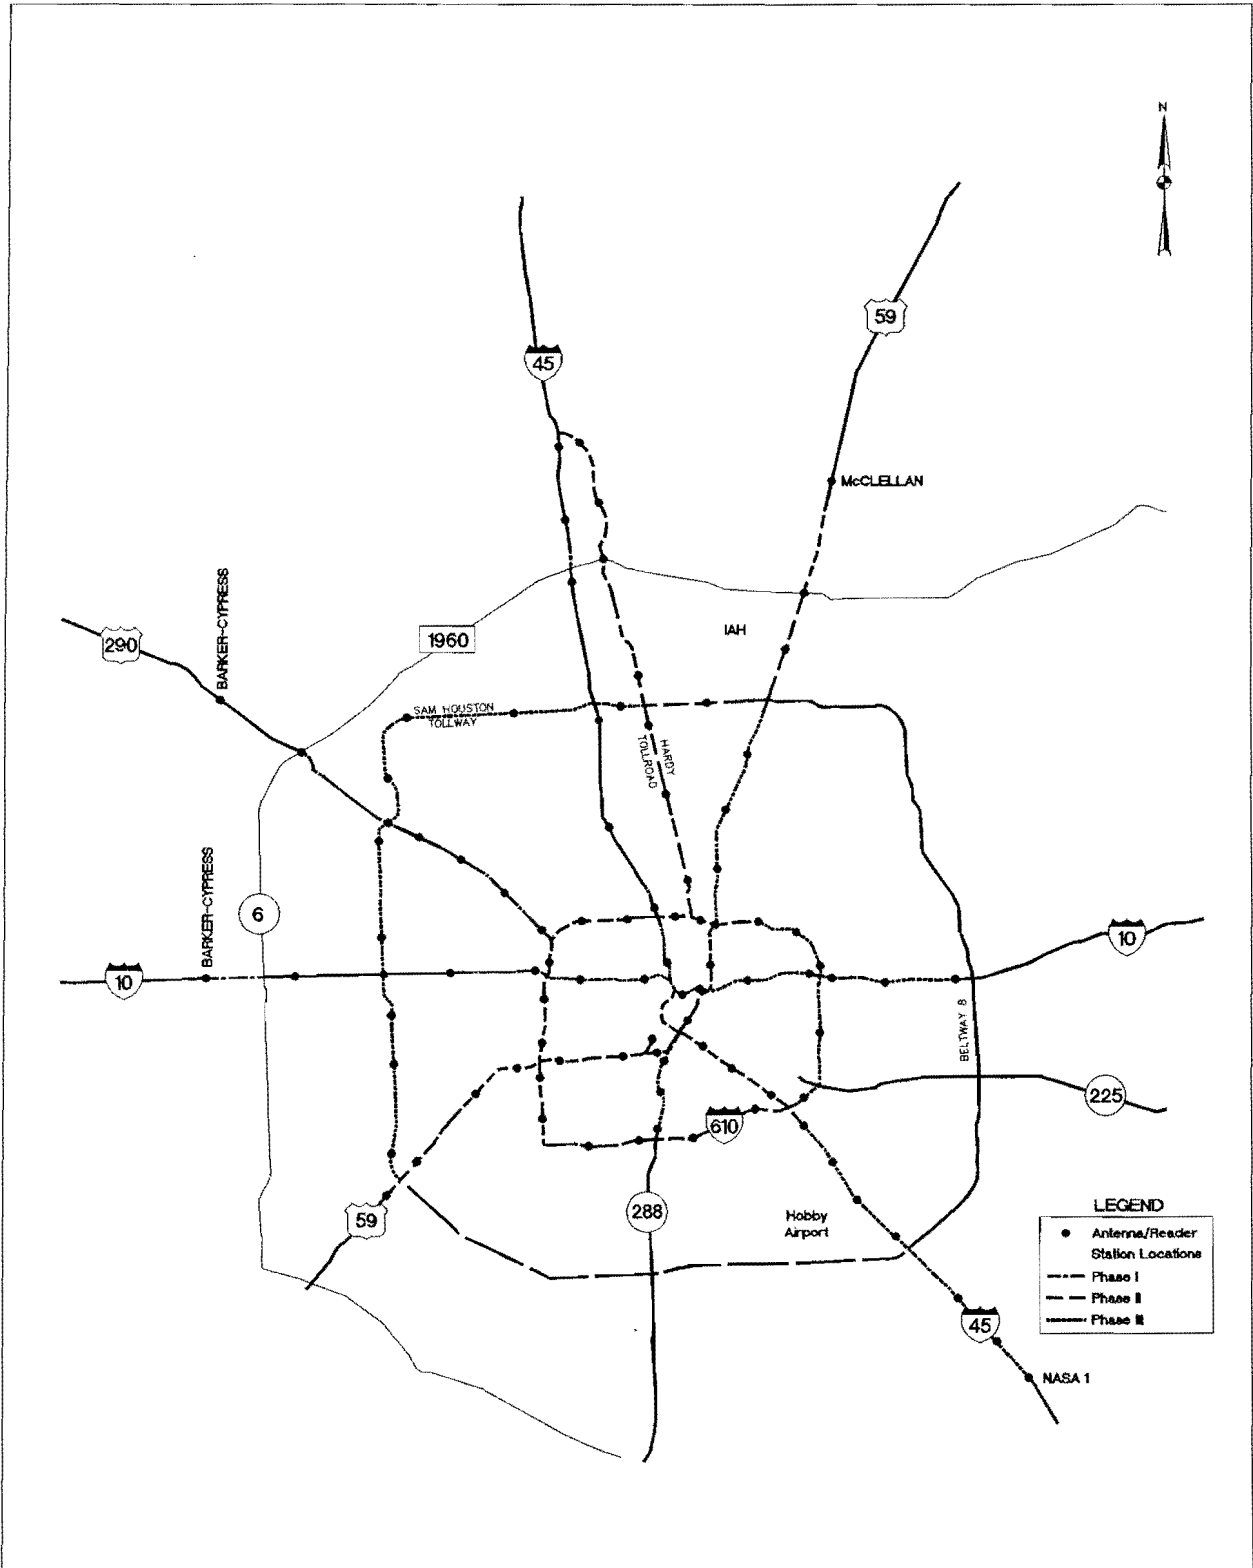 N
59
45
McCLELLAN
BARKER-CYPRESS
290
1960
IAH
SAM HOUSTON
TOLLWAY
HARDY
TOLLROAD
BARKER-CYPRESS
6
10
10
BELTWAY 8
225
610
59
288
Hobby
Airport
LEGEND
Antenna/Reader
Station Locations
Phase I
Phase II
Phase III
45
NASA 1